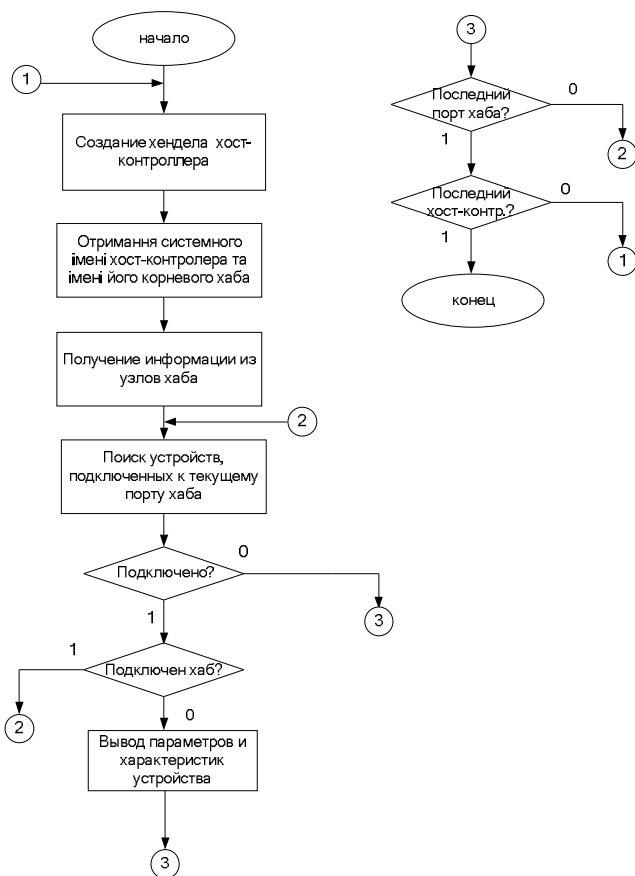 начало
1
Создание хендела хост-
контроллера
Отримання системного
імені хост-контролера та
імені його корневого хаба
Получение информации из
узлов хаба
2
Поиск устройств,
подключенных к текущему
порту хаба
Подключено?
0
3
1
Подключен хаб?
1
2
0
Вывод параметров и
характеристик
устройства
3
3
Последний
порт хаба?
0
2
1
Последний
хост-контр.?
0
1
1
конец